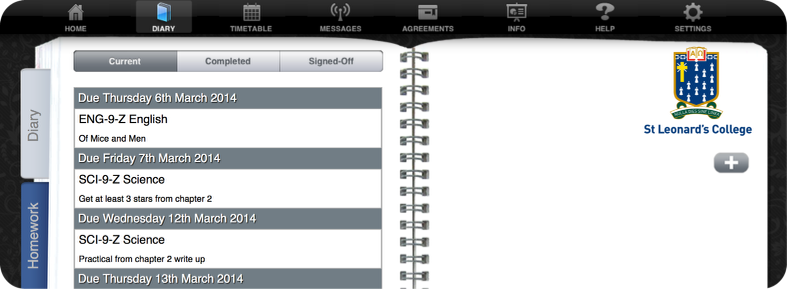 HOME
DIARY
TIMETABLE
MESSAGES
AGREEMENTS
INFO
HELP
SETTINGS
Diary
Homework
Current
Completed
Signed-Off
Due Thursday 6th March 2014
ENG-9-Z English
Of Mice and Men
Due Friday 7th March 2014
SCI-9-Z Science
Get at least 3 stars from chapter 2
Due Wednesday 12th March 2014
SCI-9-Z Science
Practical from chapter 2 write up
Due Thursday 13th March 2014
St Leonard's College